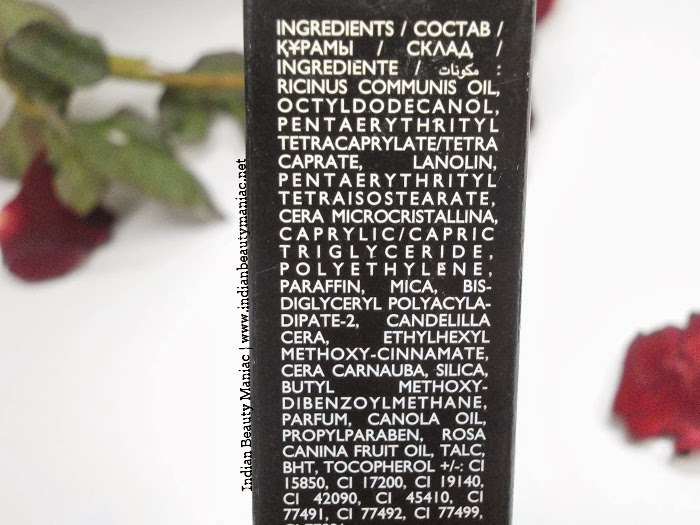 INGREDIENTS / СОСТАВ /
ҚҰРАМЫ / СКЛАД /
INGREDIENTE / مكونات :
RICINUS COMMUNIS OIL,
OCTYLDODECANOL,
PENTAERYTHRITYL
TETRACAPRYLATE/TETRA
CAPRATE, LANOLIN,
PENTAERYTHRITYL
TETRAISOSTEARATE,
CERA MICROCRISTALLINA,
CAPRYLIC/CAPRIC
TRIGLYCERIDE,
POLYETHYLENE,
PARAFFIN, MICA, BIS-
DIGLYCERYL POLYACYLA-
DIPATE-2, CANDELILLA
CERA, ETHYLHEXYL
METHOXY-CINNAMATE,
CERA CARNAUBA, SILICA,
BUTYL METHOXY-
DIBENZOYLMETHANE,
PARFUM, CANOLA OIL,
PROPYLPARABEN, ROSA
CANINA FRUIT OIL, TALC,
BHT, TOCOPHEROL +/-: CI
15850, CI 17200, CI 19140,
CI 42090, CI 45410, CI
77491, CI 77492, CI 77499,
Indian Beauty Maniac | www.indianbeautymaniac.net